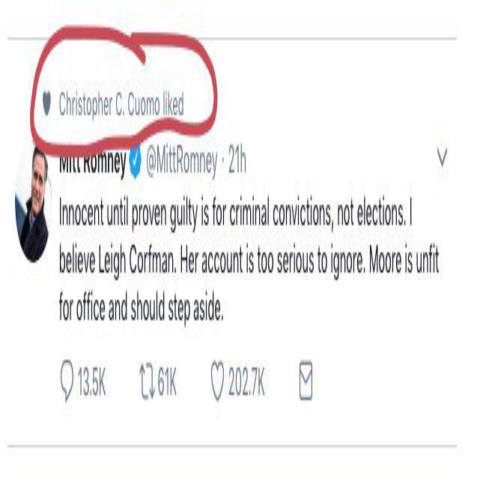 Christopher C. Cuomo liked
Mitt Romney @MittRomney · 21h
Innocent until proven guilty is for criminal convictions, not elections. I
believe Leigh Corfman. Her account is too serious to ignore. Moore is unfit
for office and should step aside.
13.5K 61K 202.7K